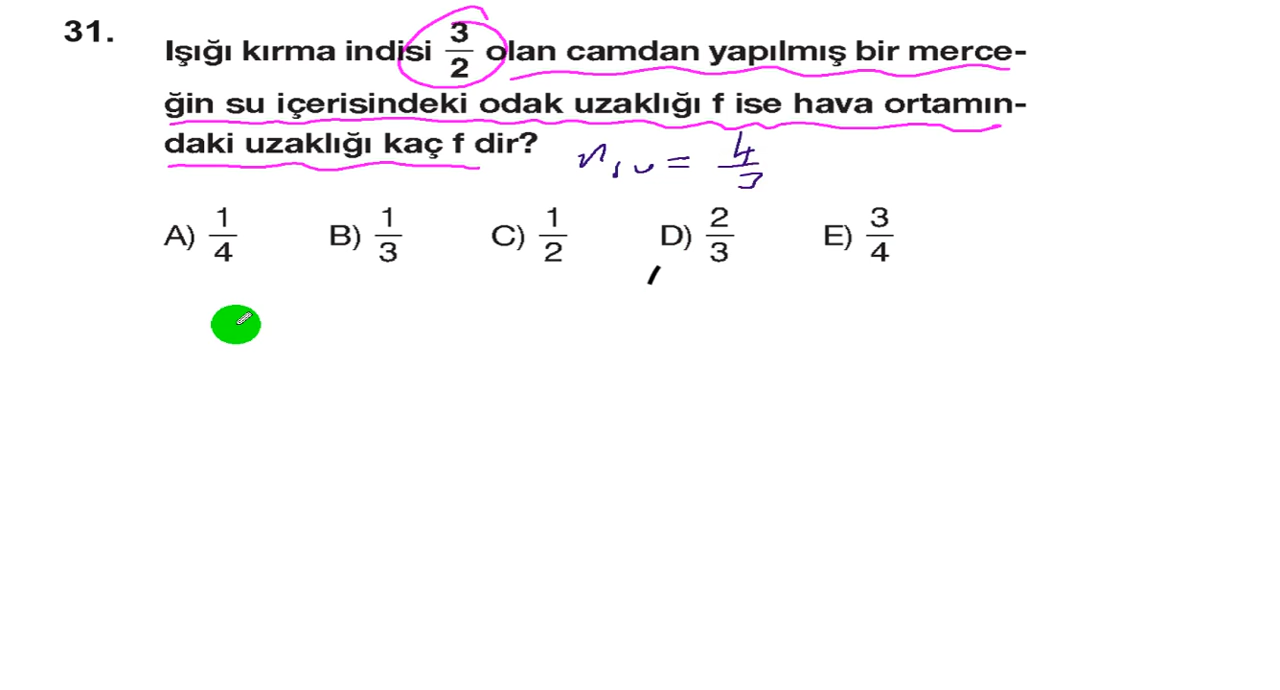 31.
Işığı kırma indisi 3/2 olan camdan yapılmış bir merce-
ğin su içerisindeki odak uzaklığı f ise hava ortamın-
daki uzaklığı kaç f dir?
n su = 4/3
A) 1/4 B) 1/3 C) 1/2 D) 2/3 E) 3/4